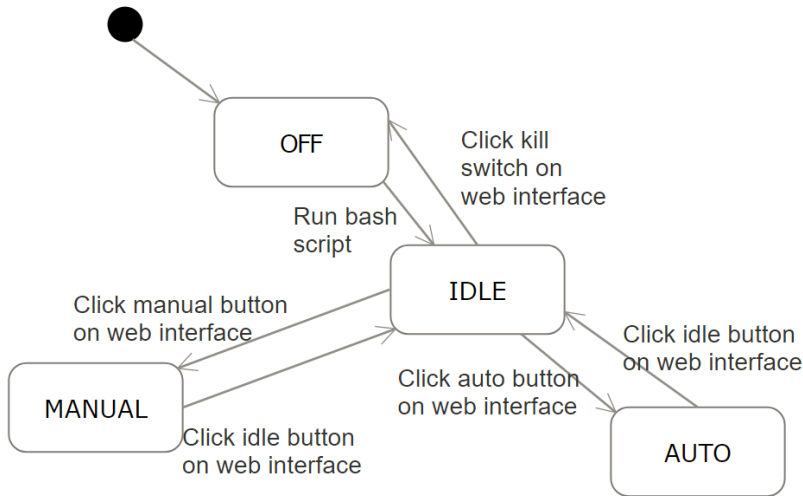 OFF
Click kill
switch on
web interface
Run bash
script
IDLE
Click manual button
on web interface
Click idle button
on web interface
Click auto button
on web interface
MANUAL
Click idle button
on web interface
AUTO